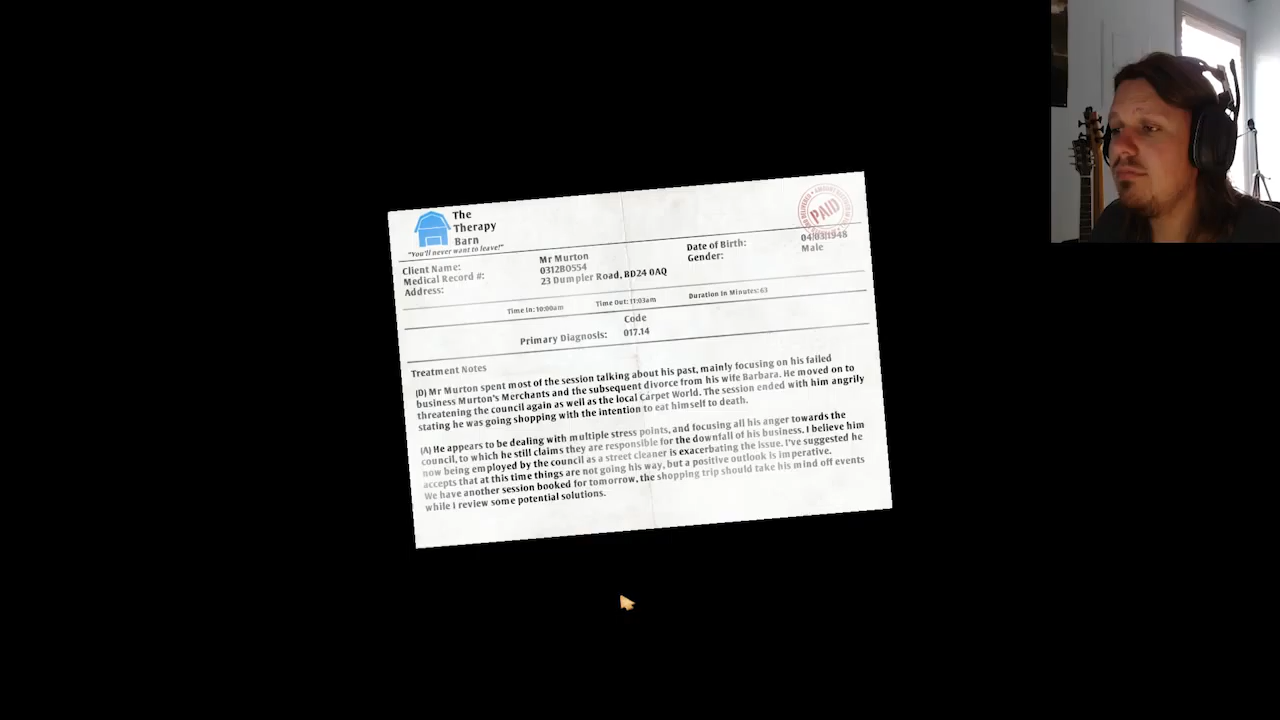 The
Therapy
Barn
"You'll never want to leave!"
PAID
Client Name: Mr Murton
Medical Record #: 0312BO554
Address: 23 Dumpler Road, BD24 0AQ
Date of Birth: 04/03/1948
Gender: Male
Time In: 10:00am Time Out: 11:03am Duration In Minutes: 63
Code
Primary Diagnosis: 017.14
Treatment Notes
(D) Mr Murton spent most of the session talking about his past, mainly focusing on his failed
business Murton's Merchants and the subsequent divorce from his wife Barbara. He moved on to
threatening the council again as well as the local Carpet World. The session ended with him angrily
stating he was going shopping with the intention to eat himself to death.
(A) He appears to be dealing with multiple stress points, and focusing all his anger towards the
council, to which he still claims they are responsible for the downfall of his business. I believe him
now being employed by the council as a street cleaner is exacerbating the issue. I've suggested he
accepts that at this time things are not going his way, but a positive outlook is imperative.
We have another session booked for tomorrow, the shopping trip should take his mind off events
while I review some potential solutions.